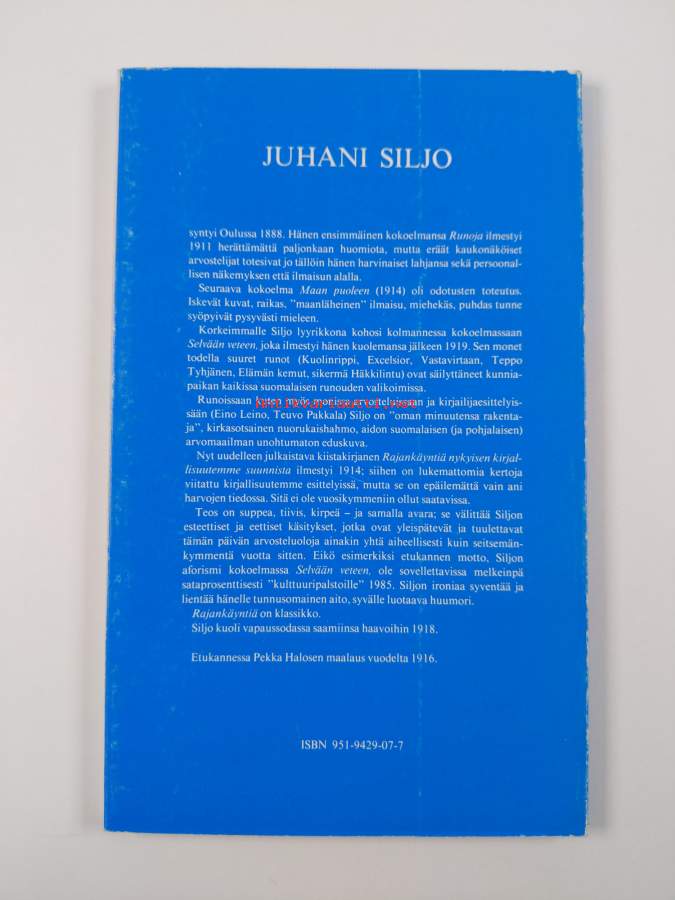 JUHANI SILJO
syntyi Oulussa 1888. Hänen ensimmäinen kokoelmansa Runoja ilmestyi
1911 herättämättä paljonkaan huomiota, mutta eräät kaukonäköiset
arvostelijat totesivat jo tällöin hänen harvinaiset lahjansa sekä persoonal-
lisen näkemyksen että ilmaisun alalla.
Seuraava kokoelma Maan puoleen (1914) oli odotusten toteutus.
Iskevät kuvat, raikas, "maanläheinen" ilmaisu, miehekäs, puhdas tunne
syöpyivät pysyvästi mieleen.
Korkeimmalle Siljo lyyrikkona kohosi kolmannessa kokoelmassaan
Selvään veteen, joka ilmestyi hänen kuolemansa jälkeen 1919. Sen monet
todella suuret runot (Kuolinrippi, Excelsior, Vastavirtaan, Teppo
Tyhjänen, Elämän kemut, sikermä Häkkilintu) ovat säilyttäneet kunnia-
paikan kaikissa suomalaisen runouden valikoimissa.
Runoissaan kuten myös monissa arvosteluissaan ja kirjailijaesittelyis-
sään (Eino Leino, Teuvo Pakkala) Siljo on "oman minuutensa rakenta-
ja", kirkasotsainen nuorukaishahmo, aidon suomalaisen (ja pohjalaisen)
arvomaailman unohtumaton eduskuva.
Nyt uudelleen julkaistava kiistakirjanen Rajankäyntiä nykyisen kirjal-
lisuutemme suunnista ilmestyi 1914; siihen on lukemattomia kertoja
viitattu kirjallisuutemme esittelyissä, mutta se on epäilemättä vain ani
harvojen tiedossa. Sitä ei ole vuosikymmeniin ollut saatavissa.
Teos on suppea, tiivis, kirpeä – ja samalla avara; se välittää Siljon
esteettiset ja eettiset käsitykset, jotka ovat yleispätevät ja tuulettavat
tämän päivän arvosteluoloja ainakin yhtä aiheellisesti kuin seitsemän-
kymmentä vuotta sitten. Eikö esimerkiksi etukannen motto, Siljon
aforismi kokoelmassa Selvään veteen, ole sovellettavissa melkeinpä
sataprosenttisesti "kulttuuripalstoille" 1985. Siljon ironiaa syventää ja
lientää hänelle tunnusomainen aito, syvälle luotaava huumori.
Rajankäyntiä on klassikko.
Siljo kuoli vapaussodassa saamiinsa haavoihin 1918.
Etukannessa Pekka Halosen maalaus vuodelta 1916.
ISBN 951-9429-07-7